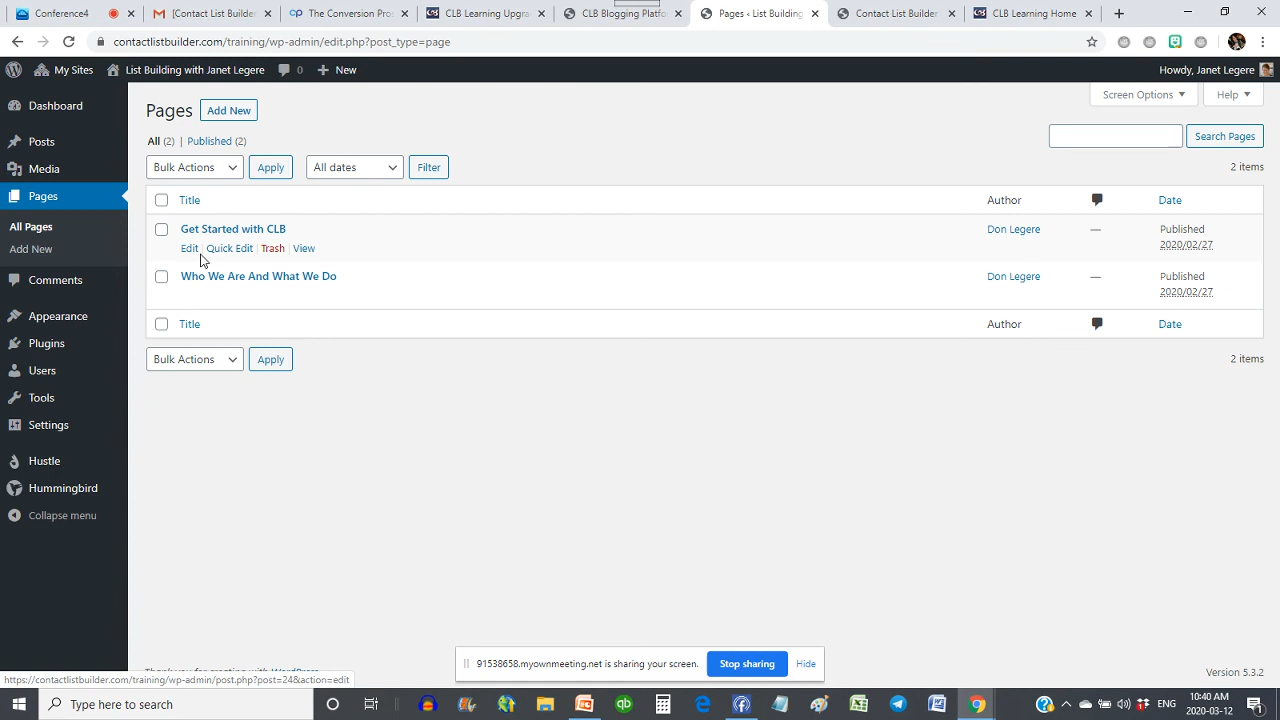 Conference4
[Contact List Builder
The Conversion Pros
CLB Learning Upgra
CLB Blogging Platfo
Pages ‹ List Building
Contact List Builder
CLB Learning Home
contactlistbuilder.com/training/wp-admin/edit.php?post_type=page
My Sites
List Building with Janet Legere
0
New
Howdy, Janet Legere
Dashboard
Posts
Media
Pages
All Pages
Add New
Comments
Appearance
Plugins
Users
Tools
Settings
Hustle
Hummingbird
Collapse menu
Pages
Add New
Screen Options
Help
All (2) | Published (2)
Search Pages
Bulk Actions
Apply
All dates
Filter
2 items
Title
Author
Date
Get Started with CLB
Don Legere
—
Published
Edit | Quick Edit | Trash | View
2020/02/27
Who We Are And What We Do
Don Legere
—
Published
2020/02/27
Title
Author
Date
Bulk Actions
Apply
2 items
91538658.myownmeeting.net is sharing your screen.
Stop sharing
Hide
Thank you for creating with WordPress
Version 5.3.2
https://contactlistbuilder.com/training/wp-admin/post.php?post=24&action=edit
Type here to search
ENG
10:40 AM
2020-03-12